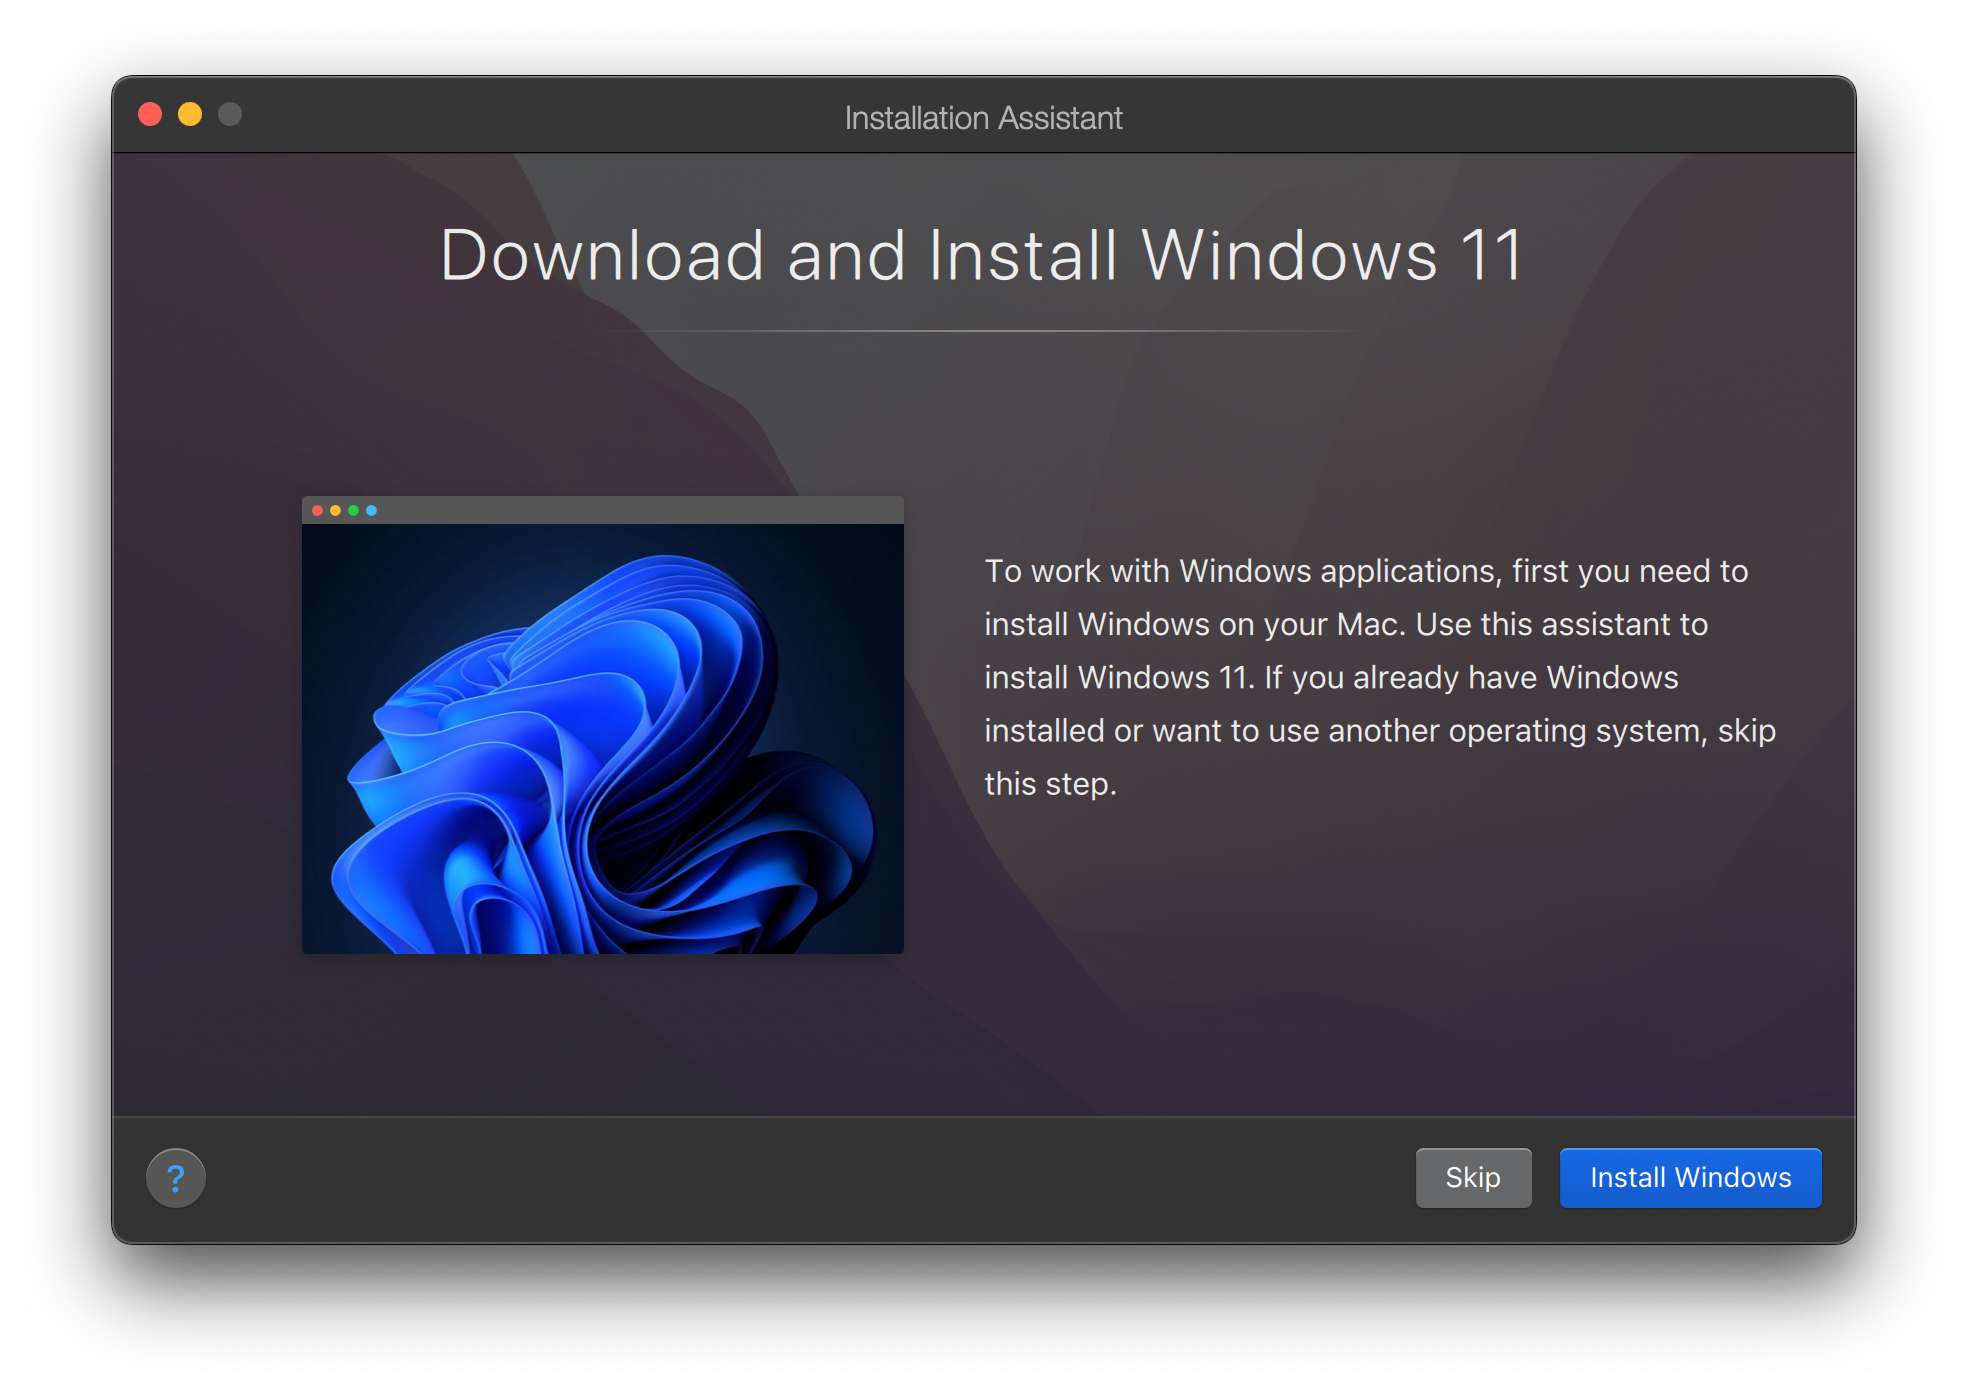 Installation Assistant
Download and Install Windows 11
To work with Windows applications, first you need to
install Windows on your Mac. Use this assistant to
install Windows 11. If you already have Windows
installed or want to use another operating system, skip
this step.
?
Skip
Install Windows